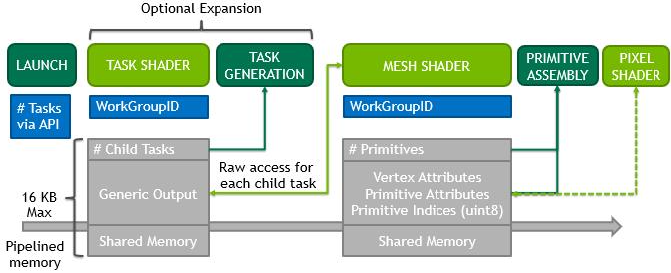 Optional Expansion
LAUNCH
TASK SHADER
TASK
GENERATION
MESH SHADER
PRIMITIVE
ASSEMBLY
PIXEL
SHADER
# Tasks
via API
WorkGroupID
WorkGroupID
# Child Tasks
# Primitives
Raw access for
each child task
Generic Output
Vertex Attributes
Primitive Attributes
Primitive Indices (uint8)
16 KB
Max
Shared Memory
Shared Memory
Pipelined
memory